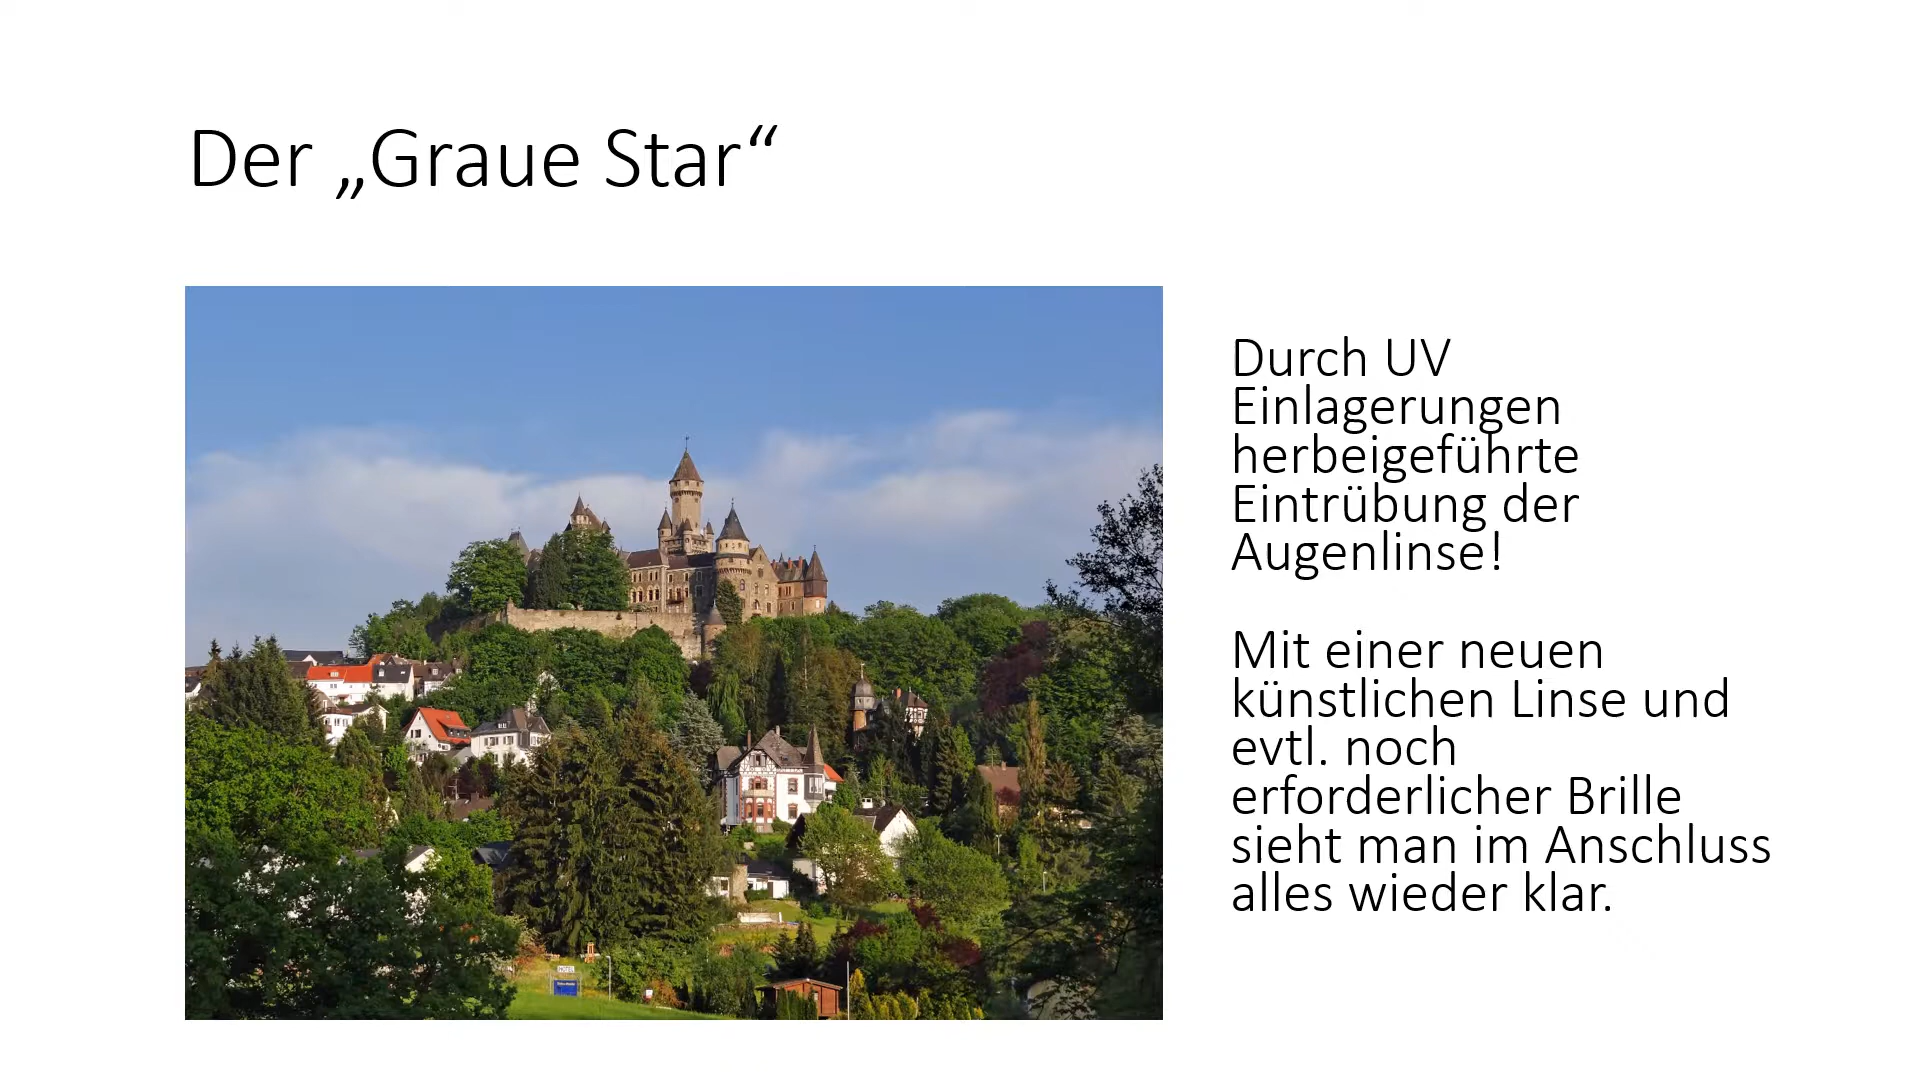 Der „Graue Star“
Durch UV
Einlagerungen
herbeigeführte
Eintrübung der
Augenlinse!
Mit einer neuen
künstlichen Linse und
evtl. noch
erforderlicher Brille
sieht man im Anschluss
alles wieder klar.
HOTEL